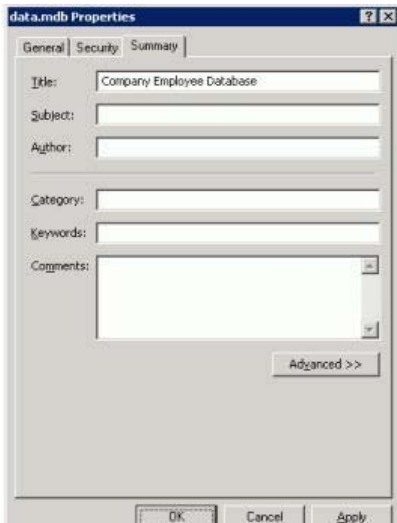 data.mdb Properties
General Security Summary
Title: Company Employee Database
Subject:
Author:
Category:
Keywords:
Comments:
Advanced >>
OK Cancel Apply